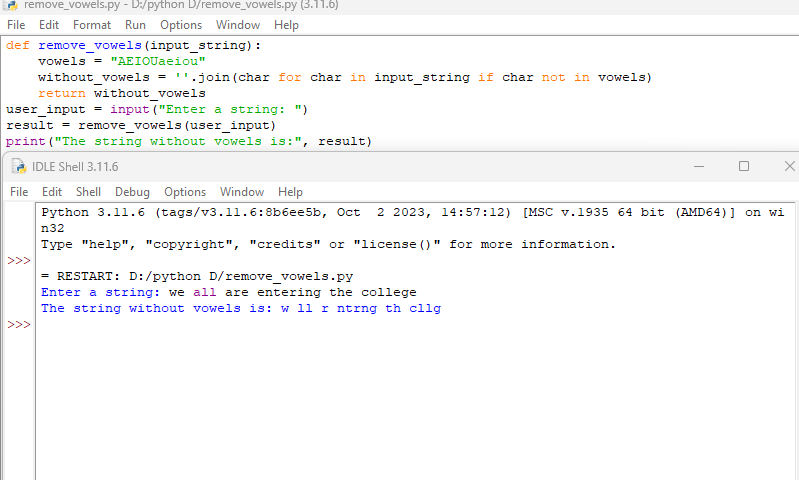 remove_vowels.py - D:/python D/remove_vowels.py (3.11.6)
File Edit Format Run Options Window Help
def remove_vowels(input_string):
    vowels = "AEIOUaeiou"
    without_vowels = ''.join(char for char in input_string if char not in vowels)
    return without_vowels
user_input = input("Enter a string: ")
result = remove_vowels(user_input)
print("The string without vowels is:", result)
IDLE Shell 3.11.6
File Edit Shell Debug Options Window Help
Python 3.11.6 (tags/v3.11.6:8b6ee5b, Oct  2 2023, 14:57:12) [MSC v.1935 64 bit (AMD64)] on wi
n32
Type "help", "copyright", "credits" or "license()" for more information.
>>>
= RESTART: D:/python D/remove_vowels.py
Enter a string: we all are entering the college
The string without vowels is: w ll r ntrng th cllg
>>>